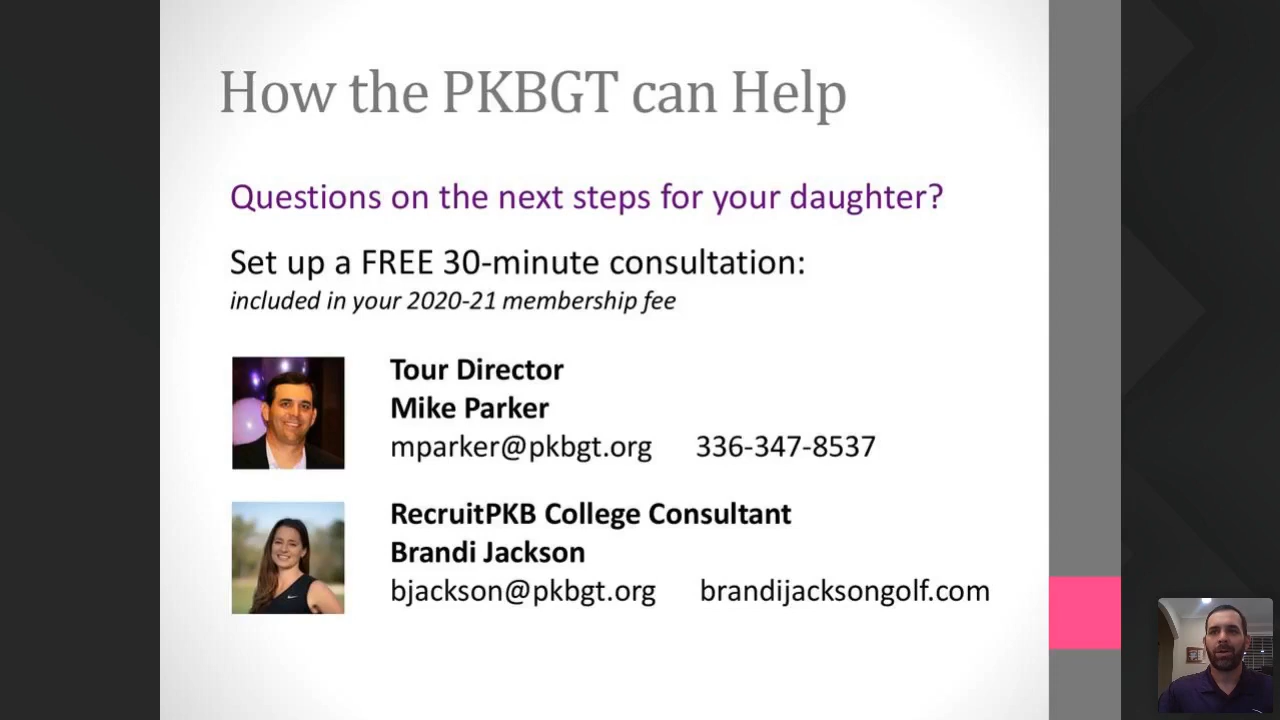 How the PKBGT can Help
Questions on the next steps for your daughter?
Set up a FREE 30-minute consultation:
included in your 2020-21 membership fee
Tour Director
Mike Parker
mparker@pkbgt.org 336-347-8537
RecruitPKB College Consultant
Brandi Jackson
bjackson@pkbgt.org brandijacksongolf.com